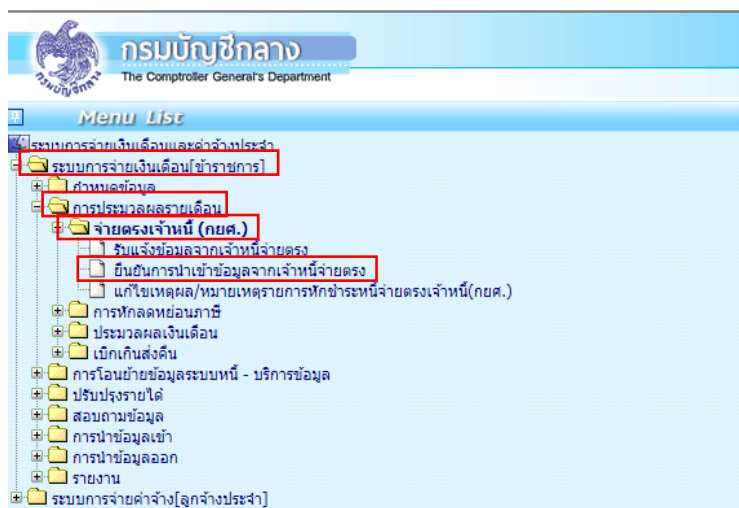 กรมบัญชีกลาง
The Comptroller General's Department
กรมบัญชีกลาง
Menu List
ระบบการจ่ายเงินเดือนและค่าจ้างประจำ
ระบบการจ่ายเงินเดือน[ข้าราชการ]
กำหนดข้อมูล
การประมวลผลรายเดือน
จ่ายตรงเจ้าหนี้ (กยศ.)
รับแจ้งข้อมูลจากเจ้าหนี้จ่ายตรง
ยืนยันการนำเข้าข้อมูลจากเจ้าหนี้จ่ายตรง
แก้ไขเหตุผล/หมายเหตุรายการหักชำระหนี้จ่ายตรงเจ้าหนี้(กยศ.)
การหักลดหย่อนภาษี
ประมวลผลเงินเดือน
เบิกเกินส่งคืน
การโอนย้ายข้อมูลระบบหนี้ - บริการข้อมูล
ปรับปรุงรายได้
สอบถามข้อมูล
การนำข้อมูลเข้า
การนำข้อมูลออก
รายงาน
ระบบการจ่ายค่าจ้าง[ลูกจ้างประจำ]